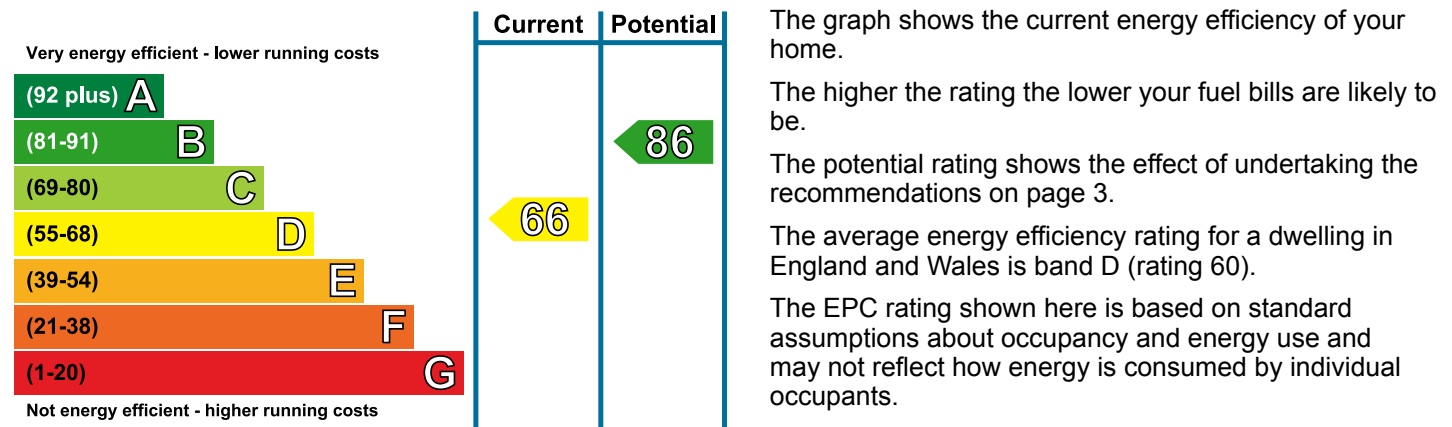 Current Potential
Very energy efficient - lower running costs
(92 plus) A
(81-91) B
86
(69-80) C
66
(55-68) D
(39-54) E
(21-38) F
(1-20) G
Not energy efficient - higher running costs
The graph shows the current energy efficiency of your
home.
The higher the rating the lower your fuel bills are likely to
be.
The potential rating shows the effect of undertaking the
recommendations on page 3.
The average energy efficiency rating for a dwelling in
England and Wales is band D (rating 60).
The EPC rating shown here is based on standard
assumptions about occupancy and energy use and
may not reflect how energy is consumed by individual
occupants.